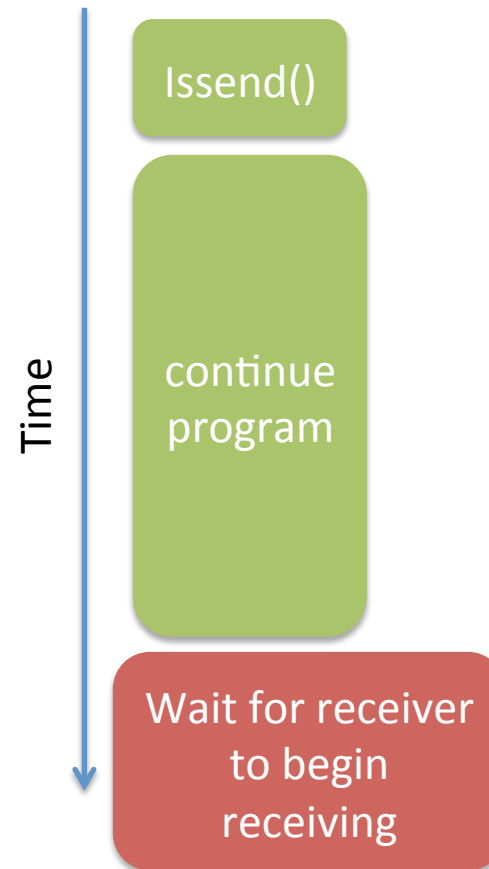 Issend()
Time
continue
program
Wait for receiver
to begin
receiving